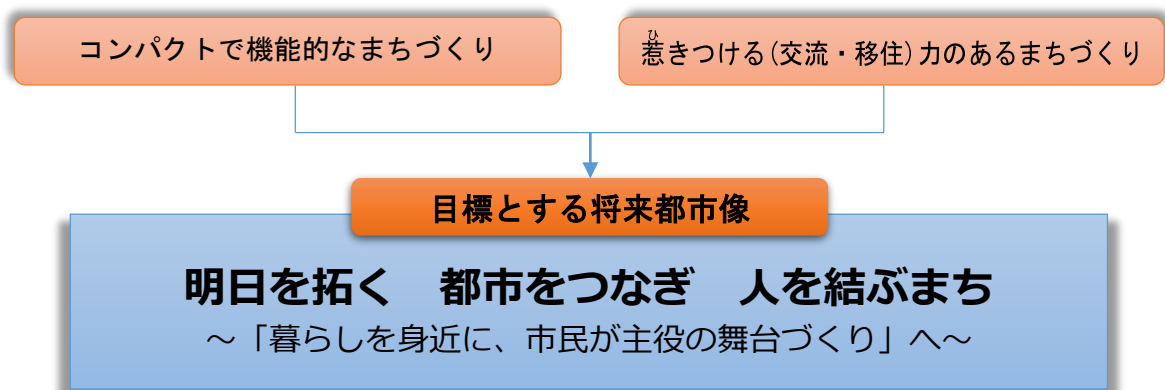 コンパクトで機能的なまちづくり
惹きつける(交流・移住)力のあるまちづくり
ひ
目標とする将来都市像
明日を拓く　都市をつなぎ　人を結ぶまち
～「暮らしを身近に、市民が主役の舞台づくり」へ～